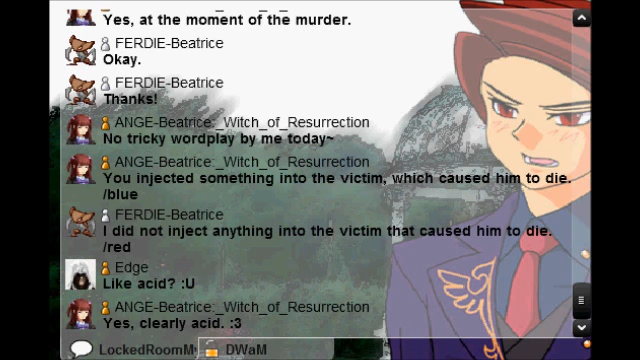 Yes, at the moment of the murder.
FERDIE-Beatrice
Okay.
FERDIE-Beatrice
Thanks!
ANGE-Beatrice:_Witch_of_Resurrection
No tricky wordplay by me today~
ANGE-Beatrice:_Witch_of_Resurrection
You injected something into the victim, which caused him to die.
/blue
FERDIE-Beatrice
I did not inject anything into the victim that caused him to die.
/red
Edge
Like acid? :U
ANGE-Beatrice:_Witch_of_Resurrection
Yes, clearly acid. :3
LockedRoomMy DWaM